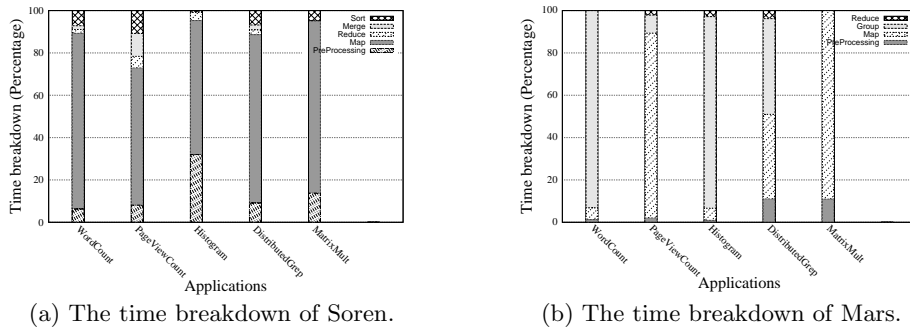 Time breakdown (Percentage)
100
80
60
40
20
0
Sort
Merge
Reduce
Map
PreProcessing
WordCount
PageViewCount
Histogram
DistributedGrep
MatrixMult
Applications
(a) The time breakdown of Soren.
Time breakdown (Percentage)
100
80
60
40
20
0
Reduce
Group
Map
PreProcessing
WordCount
PageViewCount
Histogram
DistributedGrep
MatrixMult
Applications
(b) The time breakdown of Mars.